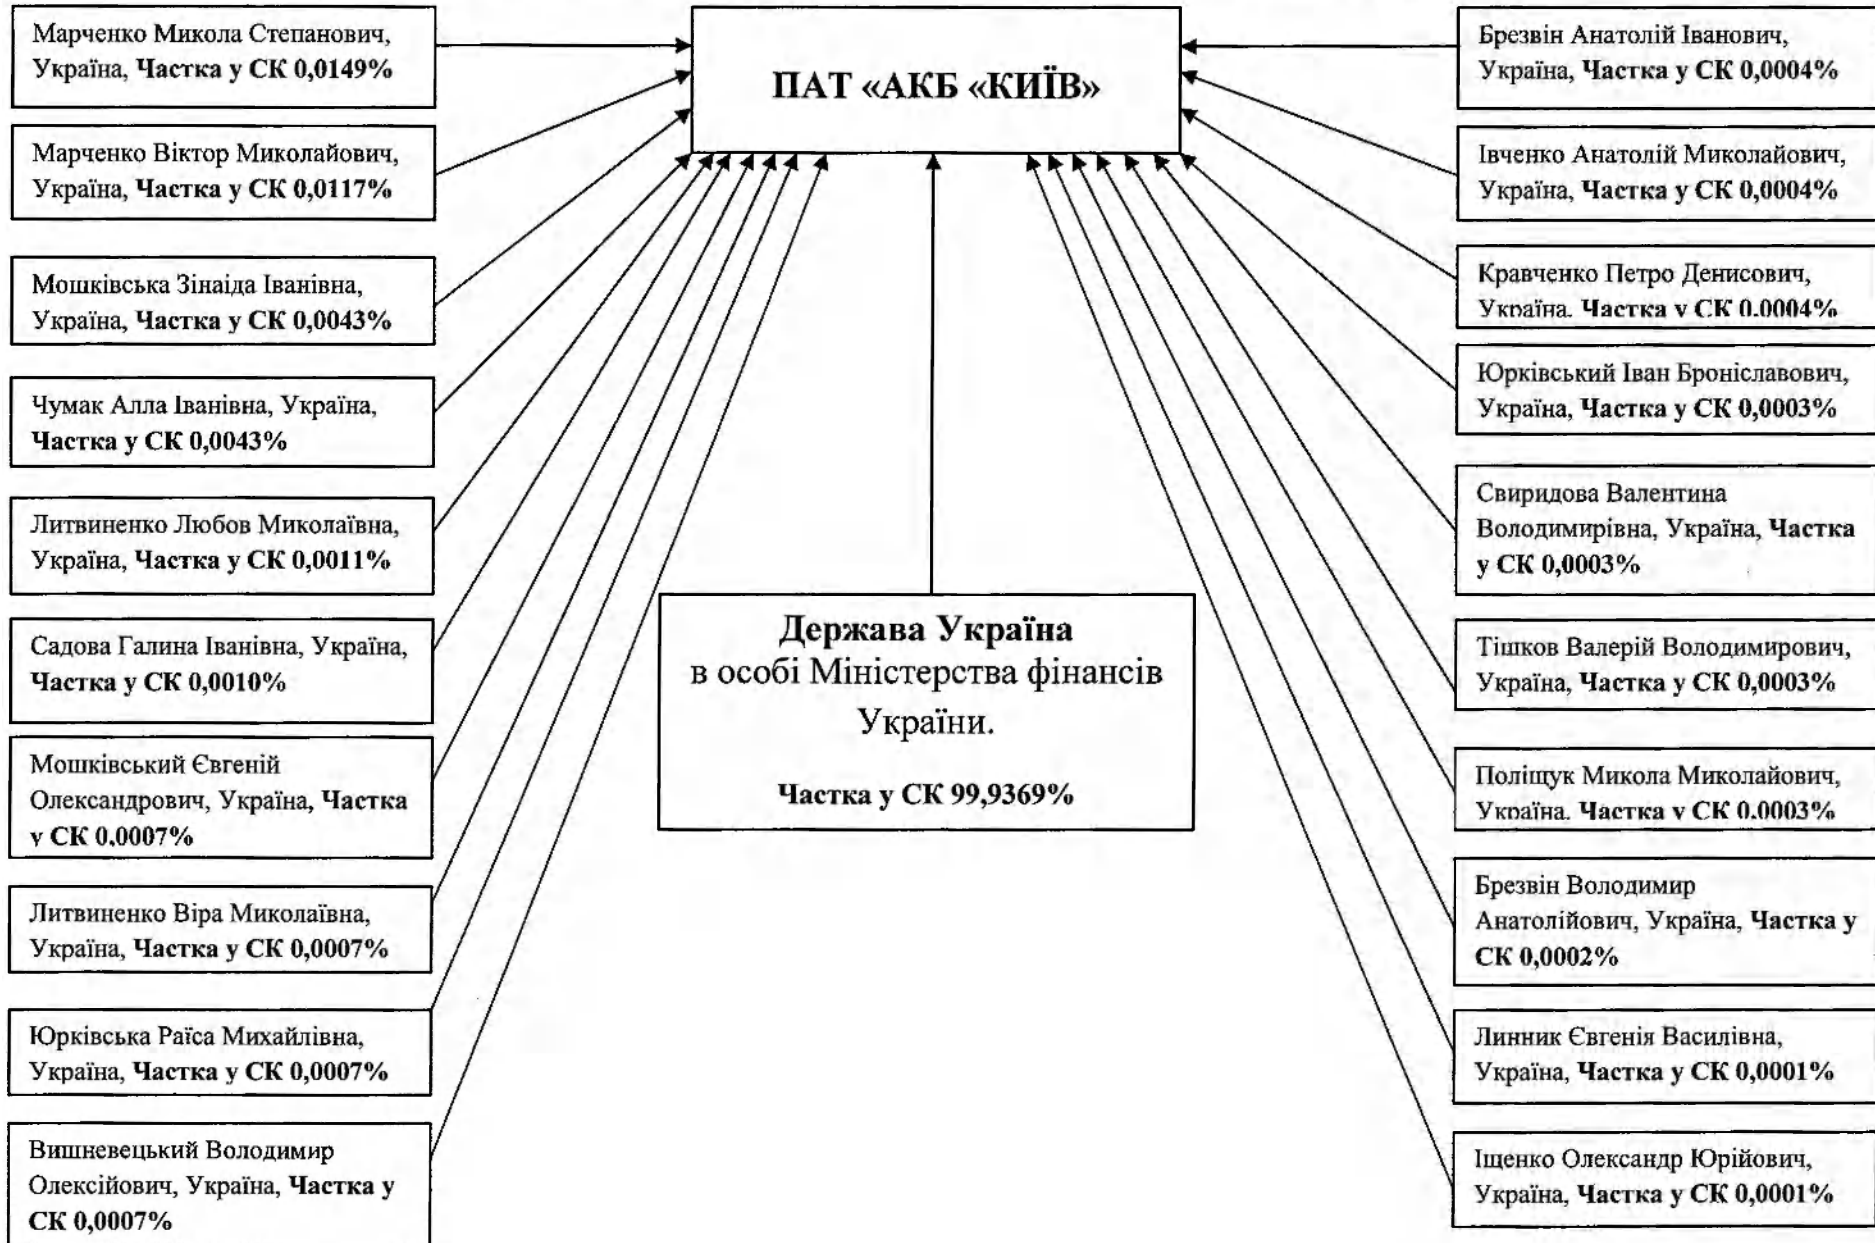 Марченко Микола Степанович,
Україна, Частка у СК 0,0149%
Марченко Віктор Миколайович,
Україна, Частка у СК 0,0117%
Мошківська Зінаїда Іванівна,
Україна, Частка у СК 0,0043%
Чумак Алла Іванівна, Україна,
Частка у СК 0,0043%
Литвиненко Любов Миколаївна,
Україна, Частка у СК 0,0011%
Садова Галина Іванівна, Україна,
Частка у СК 0,0010%
Мошківський Євгеній
Олександрович, Україна, Частка
у СК 0,0007%
Литвиненко Віра Миколаївна,
Україна, Частка у СК 0,0007%
Юрківська Раїса Михайлівна,
Україна, Частка у СК 0,0007%
Вишневецький Володимир
Олексійович, Україна, Частка у
СК 0,0007%
ПАТ «АКБ «КИЇВ»
Держава Україна
в особі Міністерства фінансів
України.
Частка у СК 99,9369%
Брезвін Анатолій Іванович,
Україна, Частка у СК 0,0004%
Івченко Анатолій Миколайович,
Україна, Частка у СК 0,0004%
Кравченко Петро Денисович,
Україна, Частка у СК 0,0004%
Юрківський Іван Броніславович,
Україна, Частка у СК 0,0003%
Свиридова Валентина
Володимирівна, Україна, Частка
у СК 0,0003%
Тішков Валерій Володимирович,
Україна, Частка у СК 0,0003%
Поліщук Микола Миколайович,
Україна, Частка у СК 0,0003%
Брезвін Володимир
Анатолійович, Україна, Частка у
СК 0,0002%
Линник Євгенія Василівна,
Україна, Частка у СК 0,0001%
Іщенко Олександр Юрійович,
Україна, Частка у СК 0,0001%